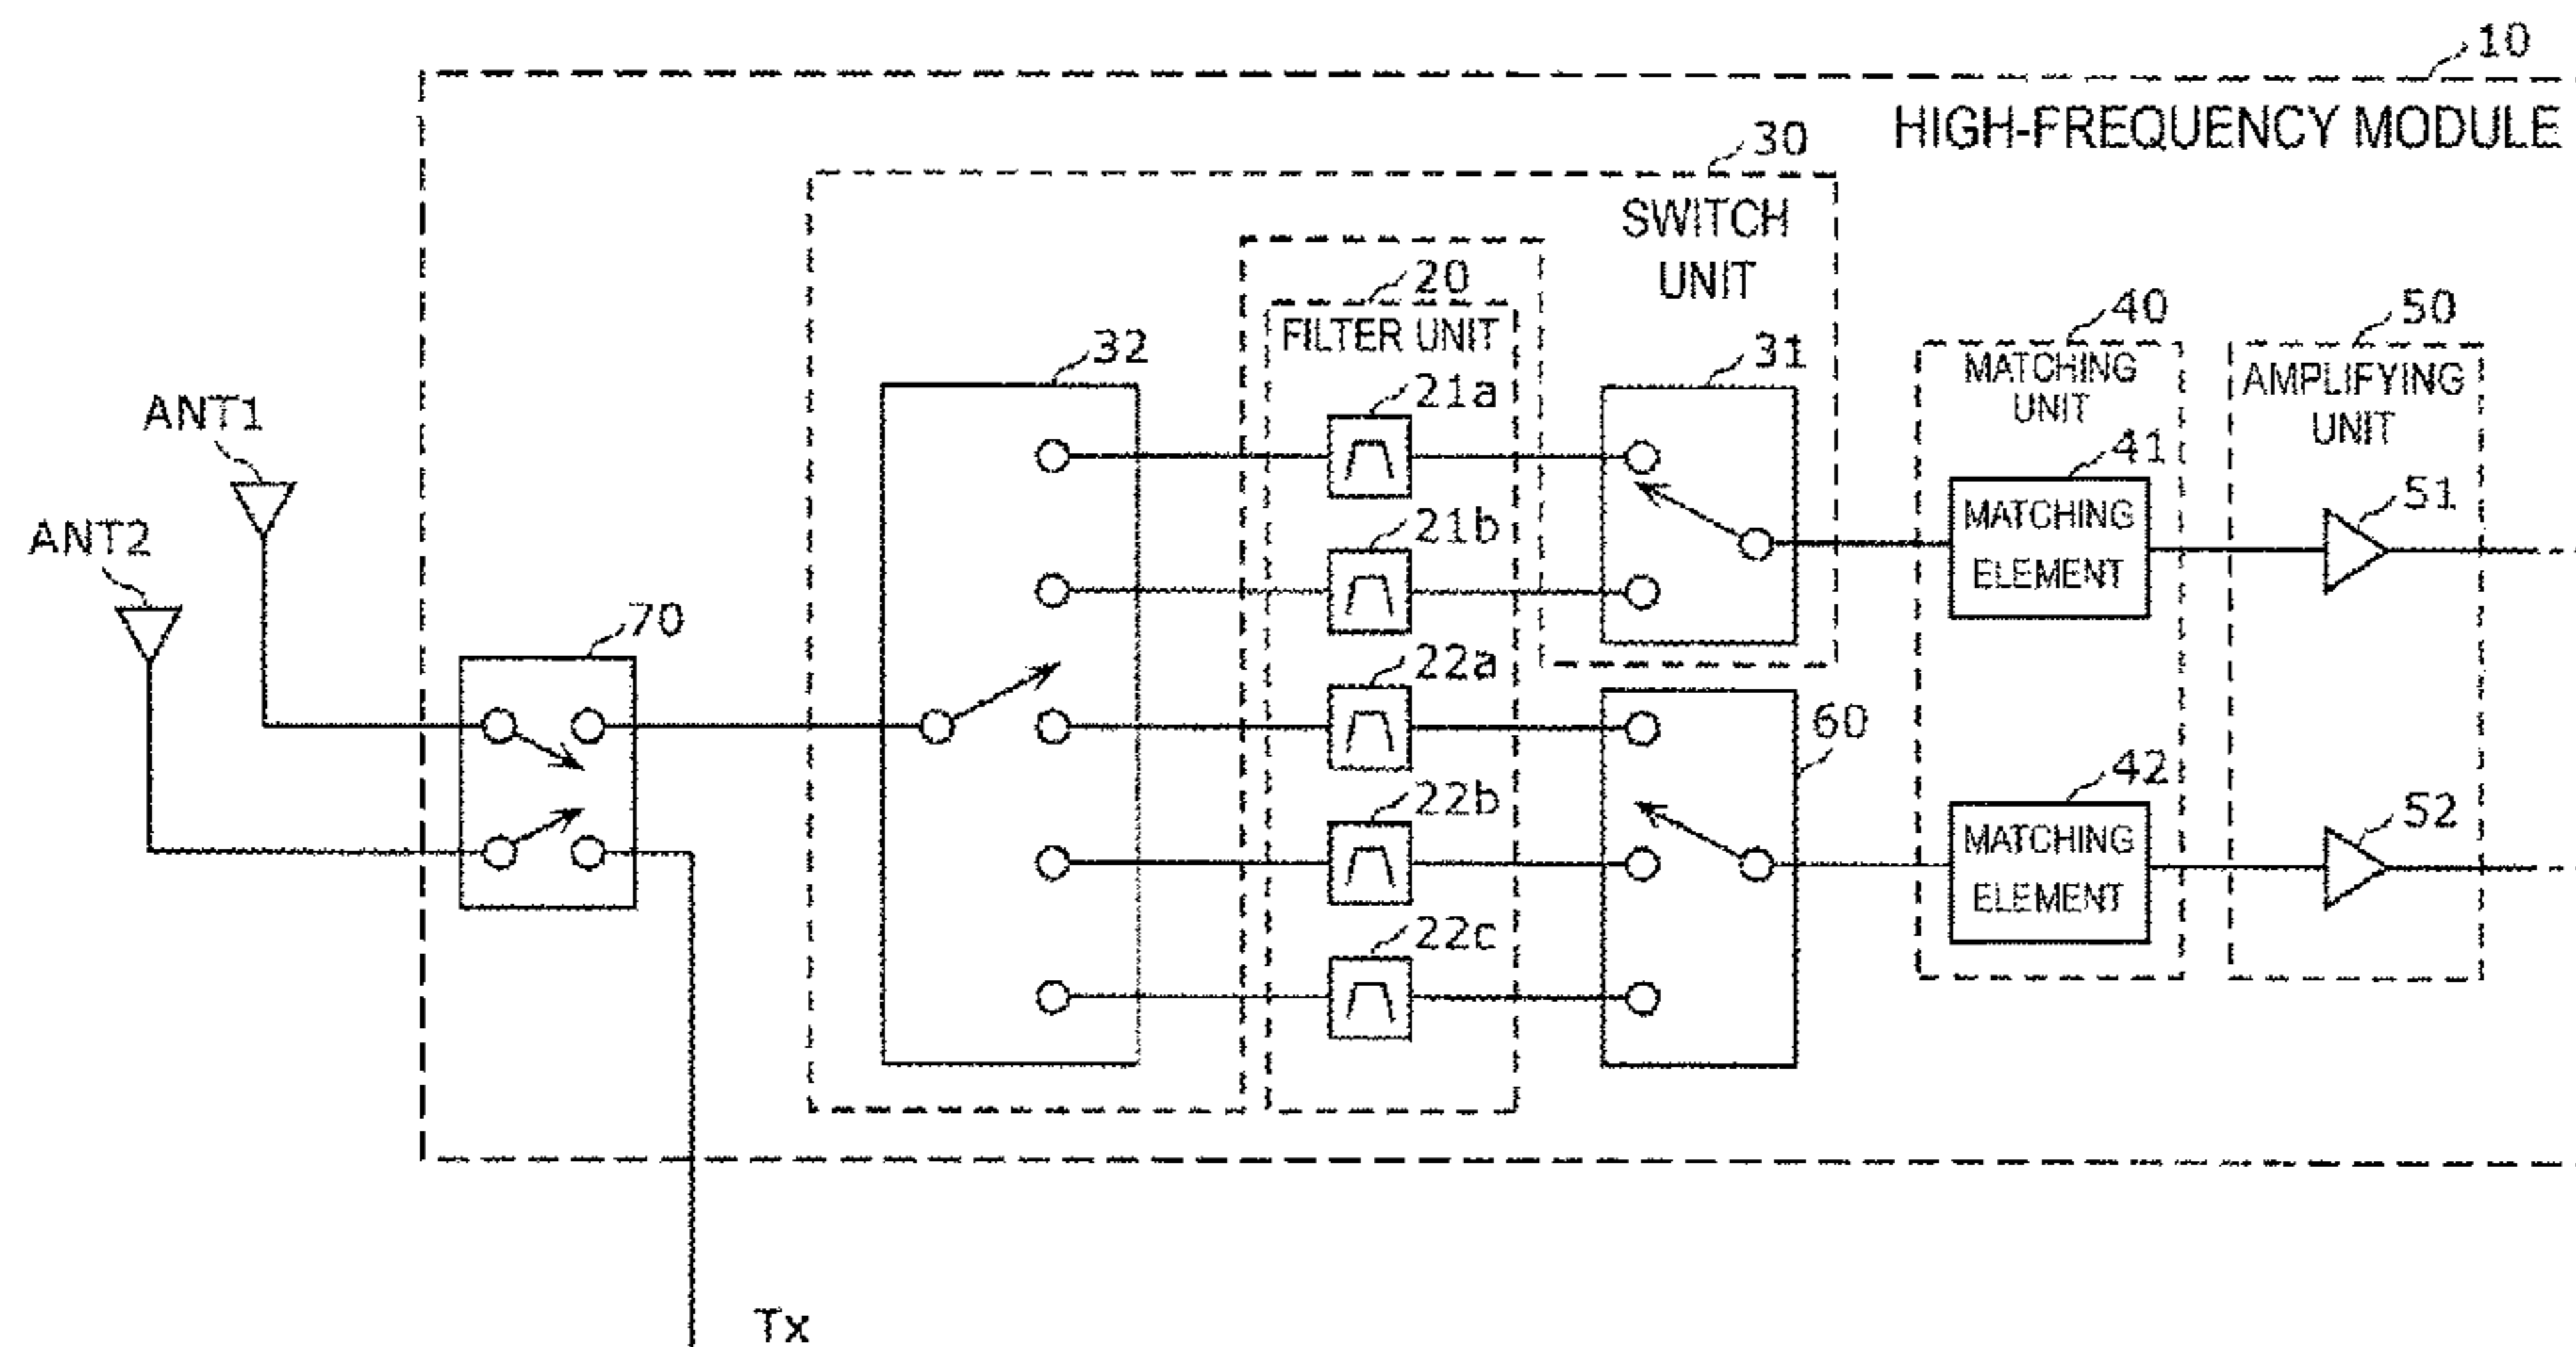 10
HIGH-FREQUENCY MODULE
30
SWITCH
UNIT
20
FILTER UNIT
32
31
40
MATCHING
UNIT
50
AMPLIFYING
UNIT
ANT1
ANT2
21a
21b
22a
22b
22c
70
60
41
MATCHING
ELEMENT
51
42
MATCHING
ELEMENT
52
Tx